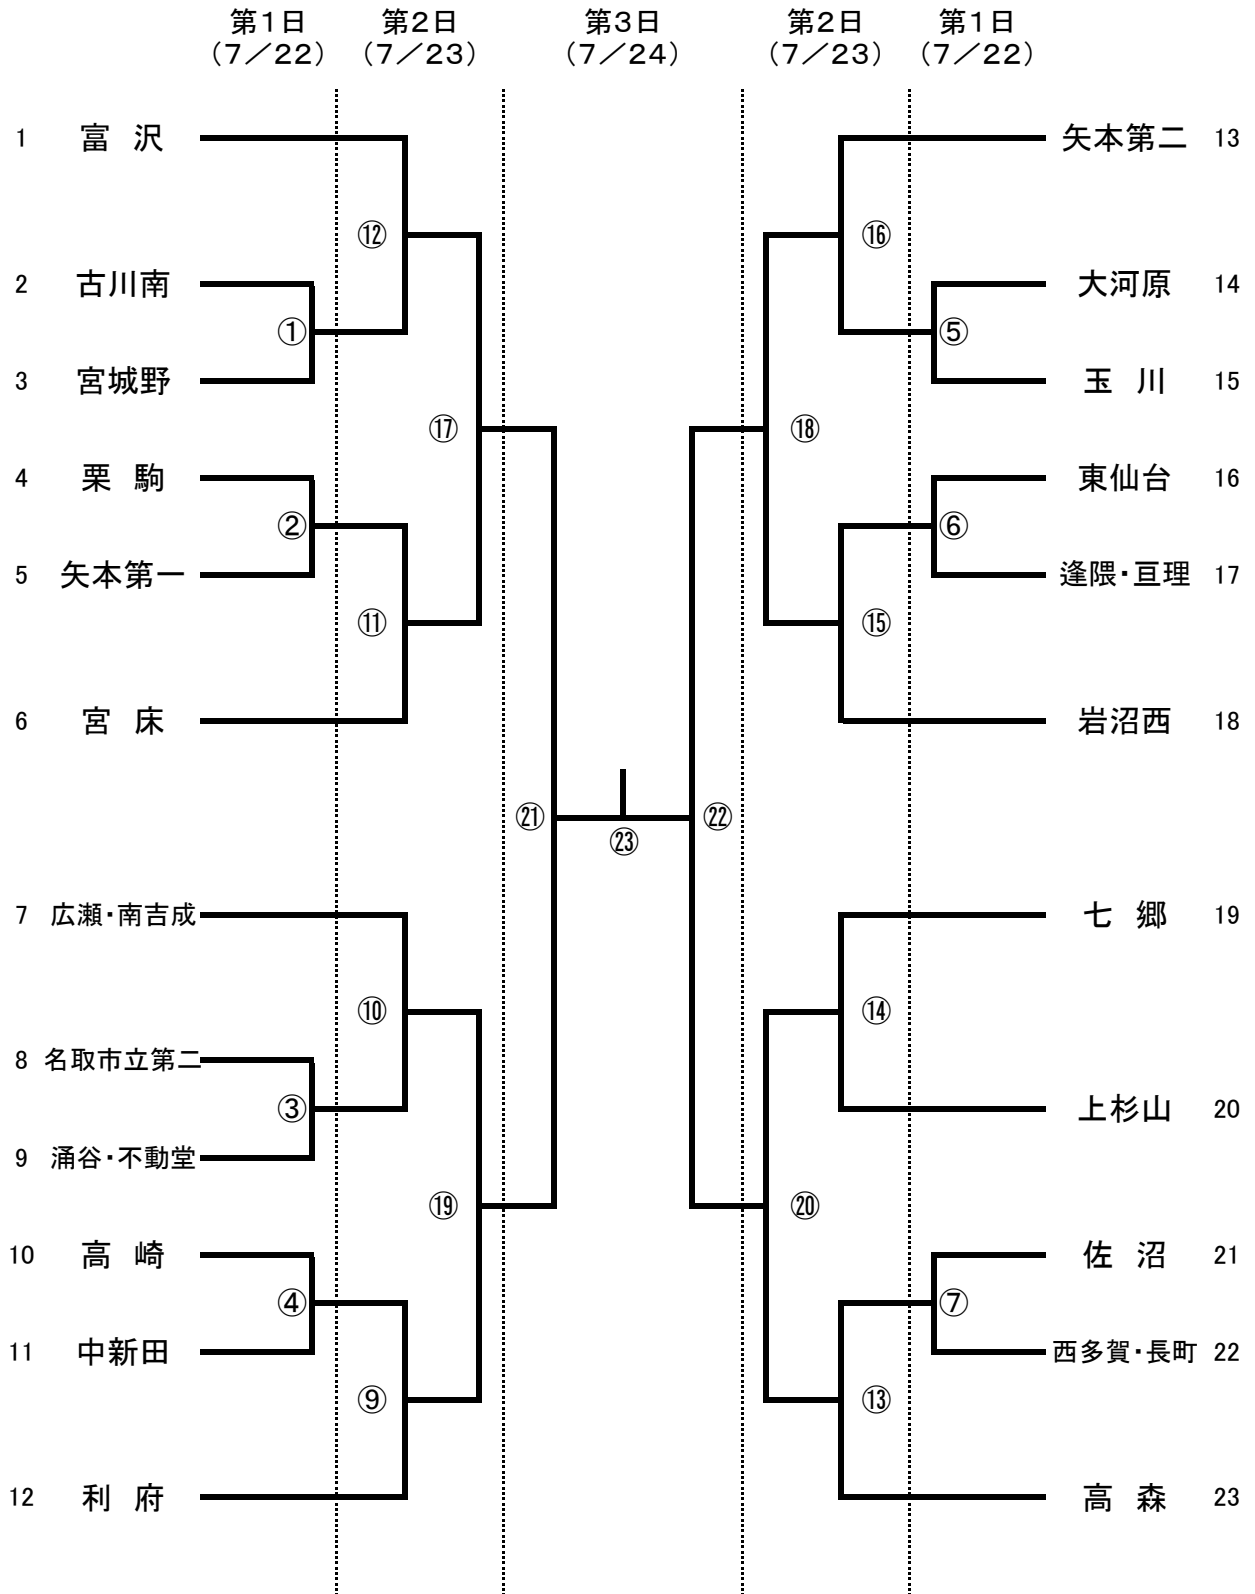 第1日 第2日 第3日 第2日 第1日
(7/22) (7/23) (7/24) (7/23) (7/22)
1 富 沢 矢本第二 13
⑫ ⑯
2 古川南 大河原 14
① ⑤
3 宮城野 玉 川 15
⑰ ⑱
4 栗 駒 東仙台 16
② ⑥
5 矢本第一 逢隈・亘理 17
⑪ ⑮
6 宮 床 岩沼西 18
㉑ ㉒
㉓
7 広瀬・南吉成 七 郷 19
⑩ ⑭
8 名取市立第二
③ 上杉山 20
9 涌谷・不動堂
⑲ ⑳
10 高 崎 佐 沼 21
④ ⑦
11 中新田 西多賀・長町 22
⑨ ⑬
12 利 府 高 森 23